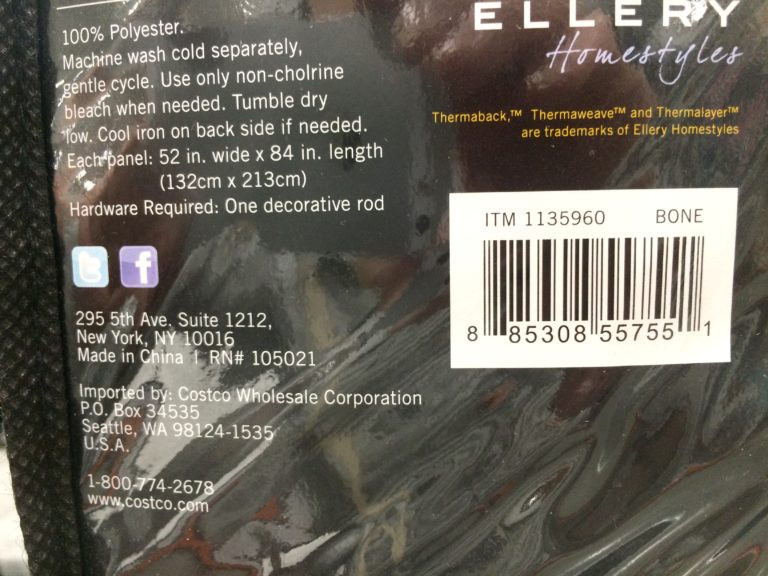 100% Polyester.
Machine wash cold separately,
gentle cycle. Use only non-cholrine
bleach when needed. Tumble dry
low. Cool iron on back side if needed.
Each panel: 52 in. wide x 84 in. length
(132cm x 213cm)
Hardware Required: One decorative rod
t f
295 5th Ave. Suite 1212,
New York, NY 10016
Made in China | RN# 105021
Imported by: Costco Wholesale Corporation
P.O. Box 34535
Seattle, WA 98124-1535
U.S.A.
1-800-774-2678
www.costco.com
ELLERY
Homestyles
Thermaback,™ Thermaweave™ and Thermalayer™
are trademarks of Ellery Homestyles
ITM 1135960 BONE
8 85308 55755 1